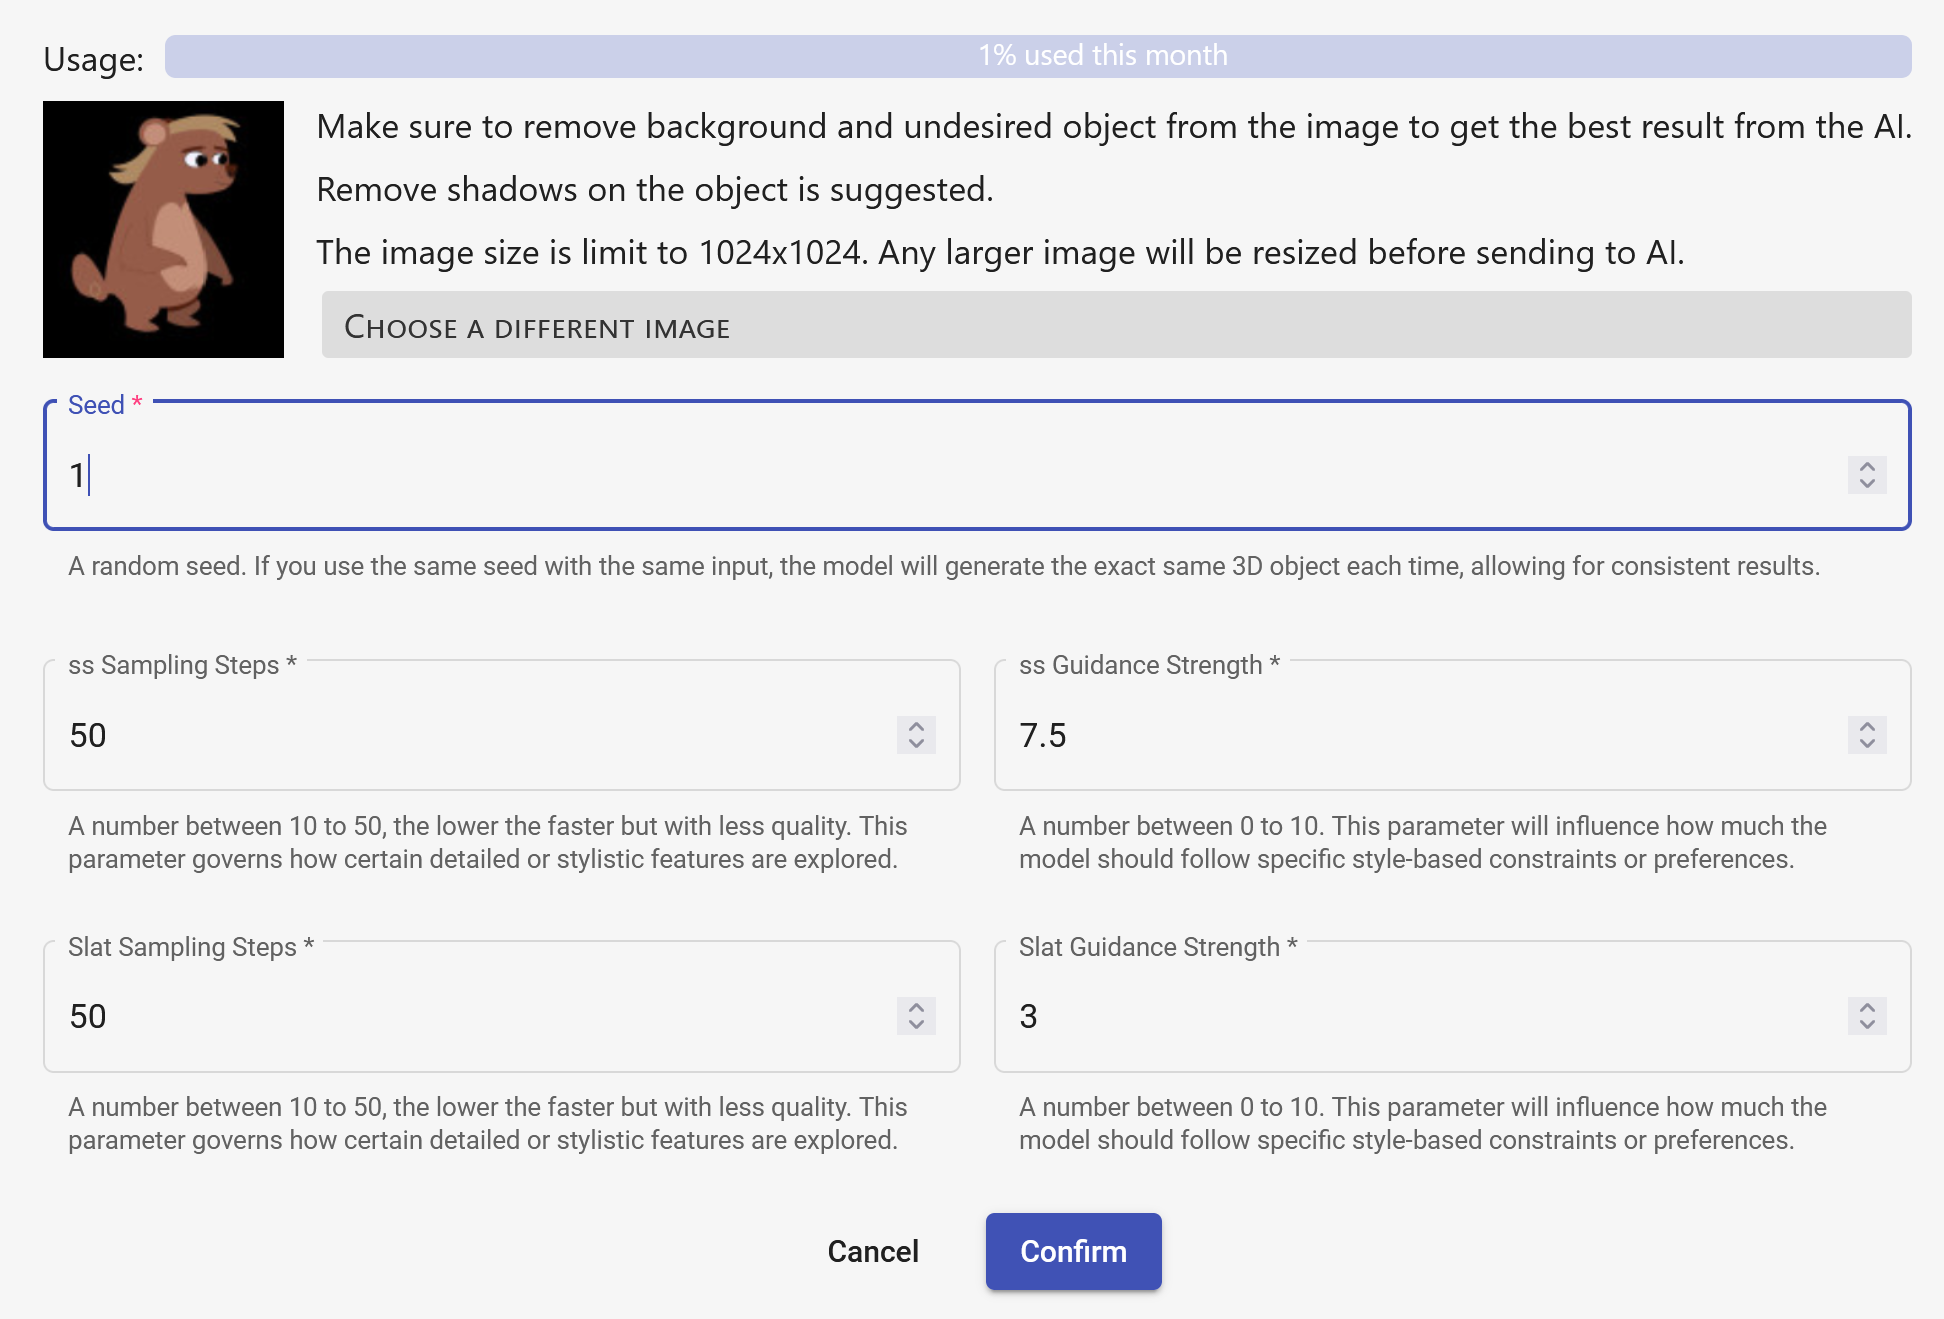 Usage:
1% used this month
Make sure to remove background and undesired object from the image to get the best result from the AI.
Remove shadows on the object is suggested.
The image size is limit to 1024x1024. Any larger image will be resized before sending to AI.
Choose a different image
Seed *
1
A random seed. If you use the same seed with the same input, the model will generate the exact same 3D object each time, allowing for consistent results.
ss Sampling Steps *
50
A number between 10 to 50, the lower the faster but with less quality. This
parameter governs how certain detailed or stylistic features are explored.
ss Guidance Strength *
7.5
A number between 0 to 10. This parameter will influence how much the
model should follow specific style-based constraints or preferences.
Slat Sampling Steps *
50
A number between 10 to 50, the lower the faster but with less quality. This
parameter governs how certain detailed or stylistic features are explored.
Slat Guidance Strength *
3
A number between 0 to 10. This parameter will influence how much the
model should follow specific style-based constraints or preferences.
Cancel
Confirm